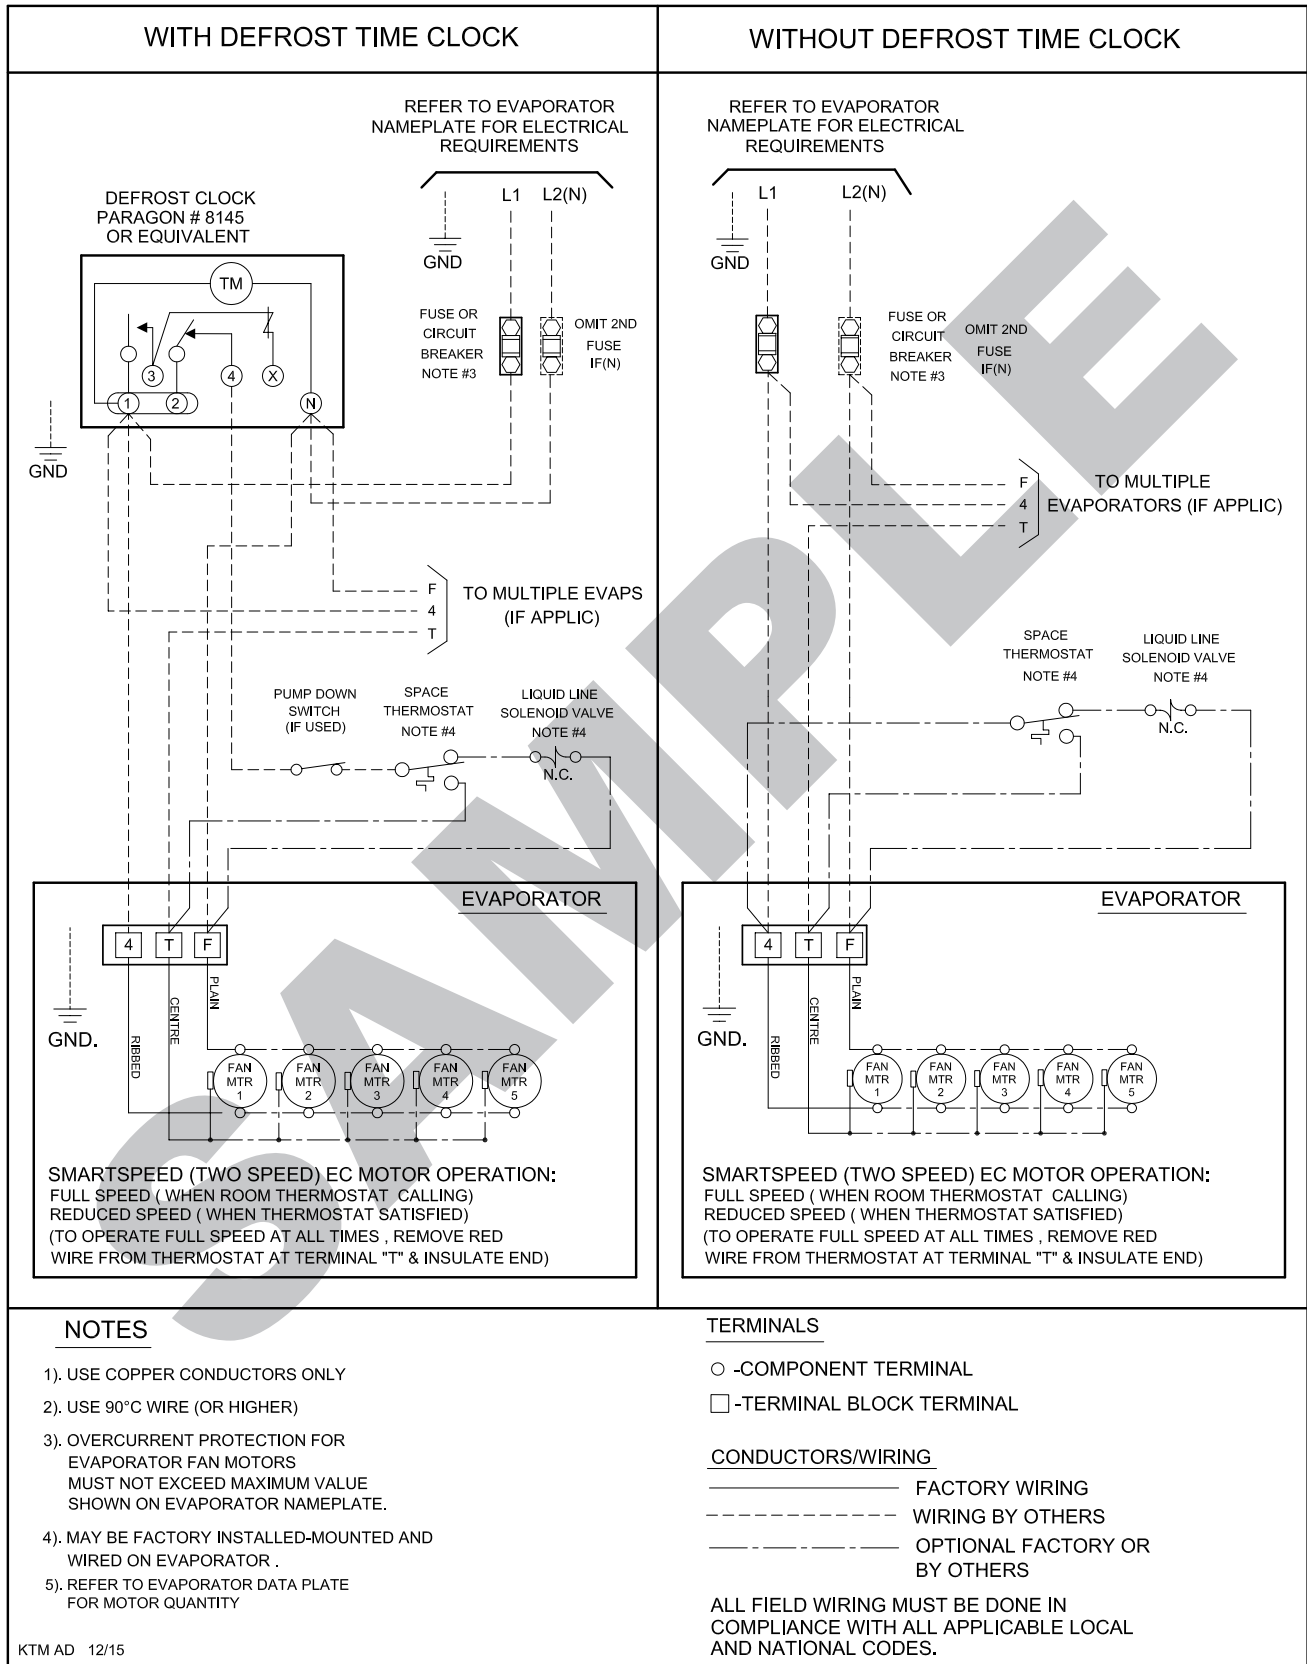 WITH DEFROST TIME CLOCK
REFER TO EVAPORATOR
NAMEPLATE FOR ELECTRICAL
REQUIREMENTS
L1 L2(N)
GND
DEFROST CLOCK
PARAGON # 8145
OR EQUIVALENT
TM
3 4 X
1 2 N
GND
FUSE OR
CIRCUIT
BREAKER
NOTE #3
OMIT 2ND
FUSE
IF(N)
F
4
T
TO MULTIPLE EVAPS
(IF APPLIC)
PUMP DOWN
SWITCH
(IF USED)
SPACE
THERMOSTAT
NOTE #4
LIQUID LINE
SOLENOID VALVE
NOTE #4
N.C.
EVAPORATOR
4 T F
GND.
RIBBED
CENTRE
PLAIN
FAN
MTR
1
FAN
MTR
2
FAN
MTR
3
FAN
MTR
4
FAN
MTR
5
SMARTSPEED (TWO SPEED) EC MOTOR OPERATION:
FULL SPEED ( WHEN ROOM THERMOSTAT CALLING)
REDUCED SPEED ( WHEN THERMOSTAT SATISFIED)
(TO OPERATE FULL SPEED AT ALL TIMES , REMOVE RED
WIRE FROM THERMOSTAT AT TERMINAL "T" & INSULATE END)
WITHOUT DEFROST TIME CLOCK
REFER TO EVAPORATOR
NAMEPLATE FOR ELECTRICAL
REQUIREMENTS
L1 L2(N)
GND
FUSE OR
CIRCUIT
BREAKER
NOTE #3
OMIT 2ND
FUSE
IF(N)
F
4
T
TO MULTIPLE
EVAPORATORS (IF APPLIC)
SPACE
THERMOSTAT
NOTE #4
LIQUID LINE
SOLENOID VALVE
NOTE #4
N.C.
EVAPORATOR
4 T F
GND.
RIBBED
CENTRE
PLAIN
FAN
MTR
1
FAN
MTR
2
FAN
MTR
3
FAN
MTR
4
FAN
MTR
5
SMARTSPEED (TWO SPEED) EC MOTOR OPERATION:
FULL SPEED ( WHEN ROOM THERMOSTAT CALLING)
REDUCED SPEED ( WHEN THERMOSTAT SATISFIED)
(TO OPERATE FULL SPEED AT ALL TIMES , REMOVE RED
WIRE FROM THERMOSTAT AT TERMINAL "T" & INSULATE END)
SAMPLE
NOTES
1). USE COPPER CONDUCTORS ONLY
2). USE 90°C WIRE (OR HIGHER)
3). OVERCURRENT PROTECTION FOR
EVAPORATOR FAN MOTORS
MUST NOT EXCEED MAXIMUM VALUE
SHOWN ON EVAPORATOR NAMEPLATE.
4). MAY BE FACTORY INSTALLED-MOUNTED AND
WIRED ON EVAPORATOR .
5). REFER TO EVAPORATOR DATA PLATE
FOR MOTOR QUANTITY
KTM AD 12/15
TERMINALS
-COMPONENT TERMINAL
-TERMINAL BLOCK TERMINAL
CONDUCTORS/WIRING
FACTORY WIRING
WIRING BY OTHERS
OPTIONAL FACTORY OR
BY OTHERS
ALL FIELD WIRING MUST BE DONE IN
COMPLIANCE WITH ALL APPLICABLE LOCAL
AND NATIONAL CODES.